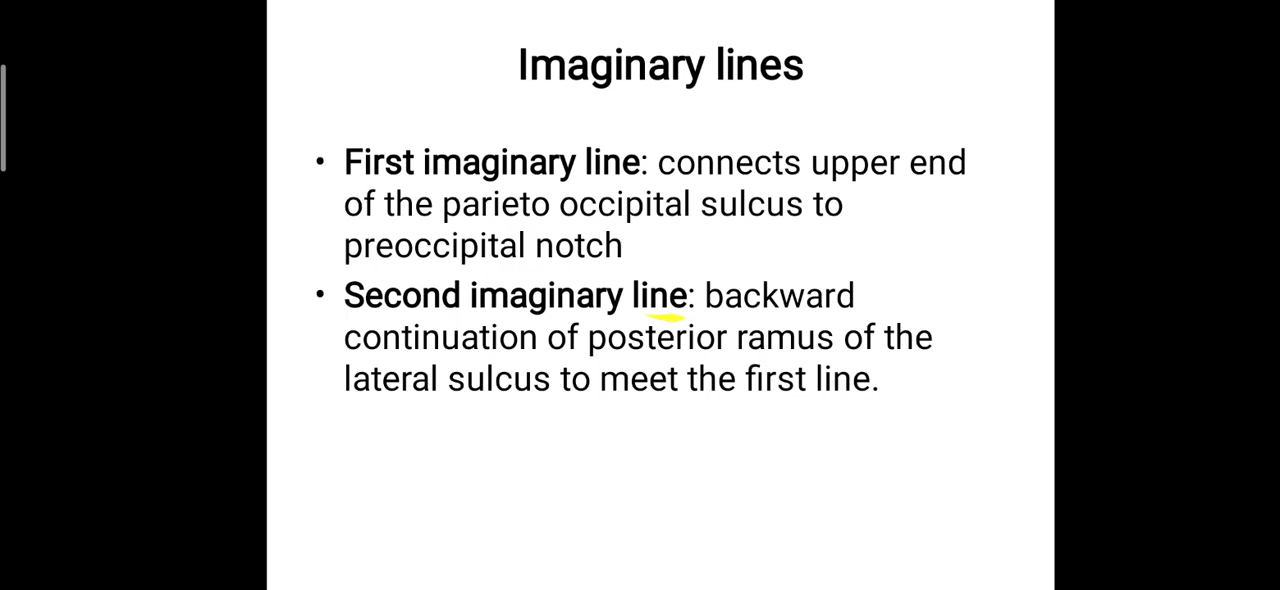 Imaginary lines
• First imaginary line: connects upper end
of the parieto occipital sulcus to
preoccipital notch
• Second imaginary line: backward
continuation of posterior ramus of the
lateral sulcus to meet the first line.